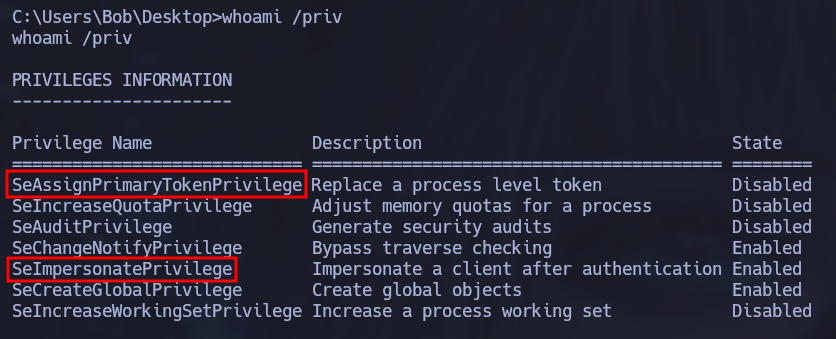 C:\Users\Bob\Desktop>whoami /priv
whoami /priv
PRIVILEGES INFORMATION
----------------------
Privilege Name Description State
============================= ========================================= ========
SeAssignPrimaryTokenPrivilege Replace a process level token Disabled
SeIncreaseQuotaPrivilege Adjust memory quotas for a process Disabled
SeAuditPrivilege Generate security audits Disabled
SeChangeNotifyPrivilege Bypass traverse checking Enabled
SeImpersonatePrivilege Impersonate a client after authentication Enabled
SeCreateGlobalPrivilege Create global objects Enabled
SeIncreaseWorkingSetPrivilege Increase a process working set Disabled